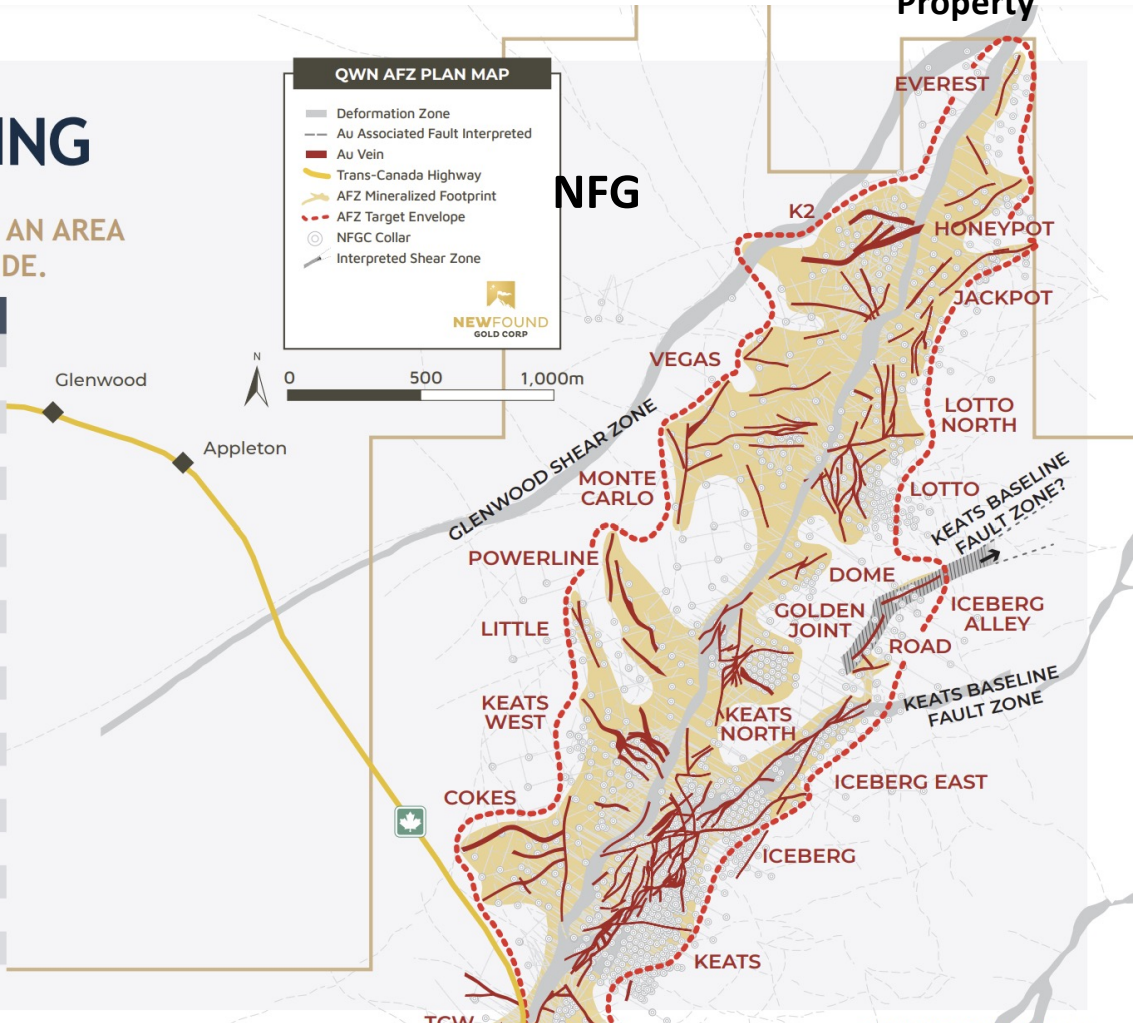 Property
ING
AN AREA
DE.
QWN AFZ PLAN MAP
Deformation Zone
Au Associated Fault Interpreted
Au Vein
Trans-Canada Highway
AFZ Mineralized Footprint
AFZ Target Envelope
NFGC Collar
Interpreted Shear Zone
NEWFOUND
GOLD CORP
NFG
N
0 500 1,000m
Glenwood
Appleton
EVEREST
K2
HONEYPOT
JACKPOT
VEGAS
LOTTO
NORTH
GLENWOOD SHEAR ZONE
MONTE
CARLO
LOTTO
KEATS BASELINE
FAULT ZONE?
POWERLINE
DOME
GOLDEN
JOINT
ICEBERG
ALLEY
LITTLE
ROAD
KEATS
WEST
KEATS
NORTH
KEATS BASELINE
FAULT ZONE
ICEBERG EAST
COKES
ICEBERG
KEATS
TCW